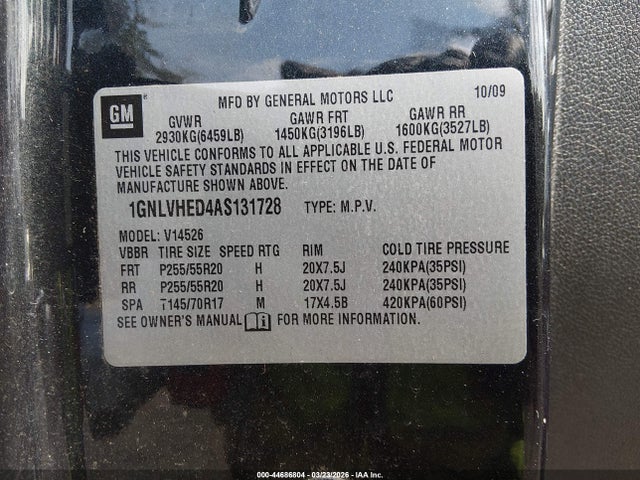 GM
MFD BY GENERAL MOTORS LLC 10/09
GVWR GAWR FRT GAWR RR
2930KG(6459LB) 1450KG(3196LB) 1600KG(3527LB)
THIS VEHICLE CONFORMS TO ALL APPLICABLE U.S. FEDERAL MOTOR
VEHICLE SAFETY STANDARDS IN EFFECT ON THE DATE OF
MANUFACTURE SHOWN ABOVE.
1GNLVHED4AS131728 TYPE: M.P.V.
MODEL: V14526
VBBR TIRE SIZE SPEED RTG RIM COLD TIRE PRESSURE
FRT P255/55R20 H 20X7.5J 240KPA(35PSI)
RR P255/55R20 H 20X7.5J 240KPA(35PSI)
SPA T145/70R17 M 17X4.5B 420KPA(60PSI)
SEE OWNER'S MANUAL FOR MORE INFORMATION.
000-44686804 - 03/23/2026 - IAA Inc.